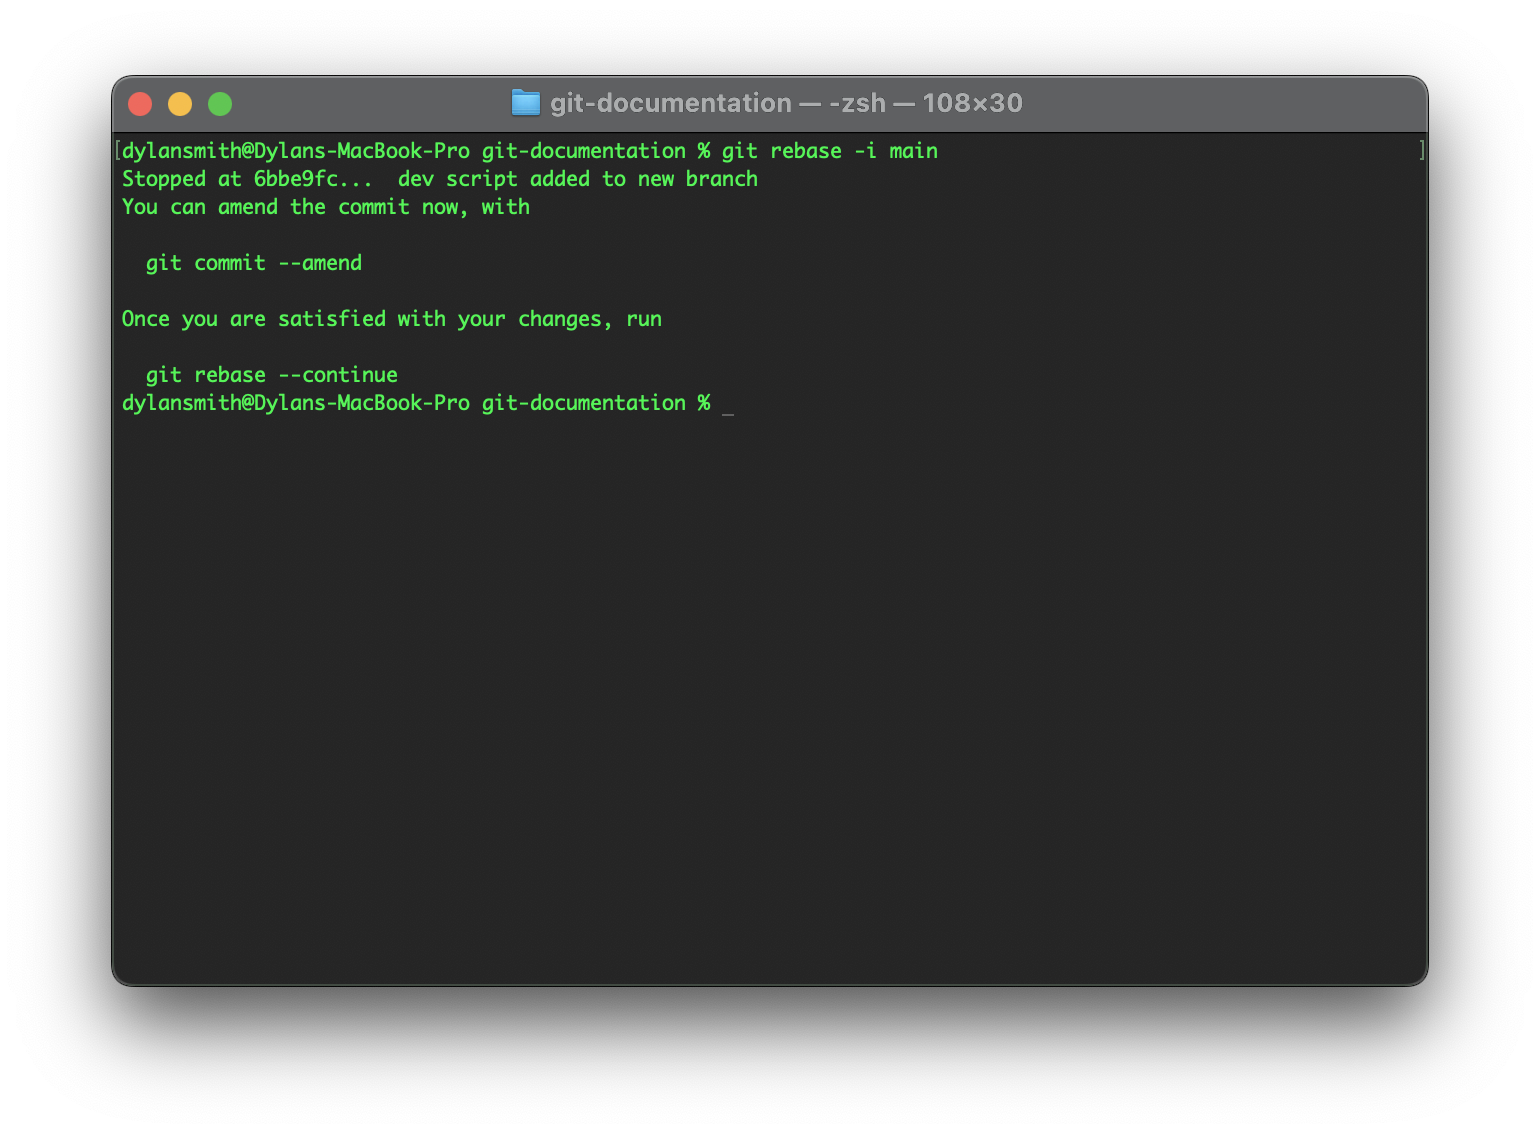 git-documentation — -zsh — 108×30
[dylansmith@Dylans-MacBook-Pro git-documentation % git rebase -i main ]
Stopped at 6bbe9fc...  dev script added to new branch
You can amend the commit now, with
  git commit --amend
Once you are satisfied with your changes, run
  git rebase --continue
dylansmith@Dylans-MacBook-Pro git-documentation % _